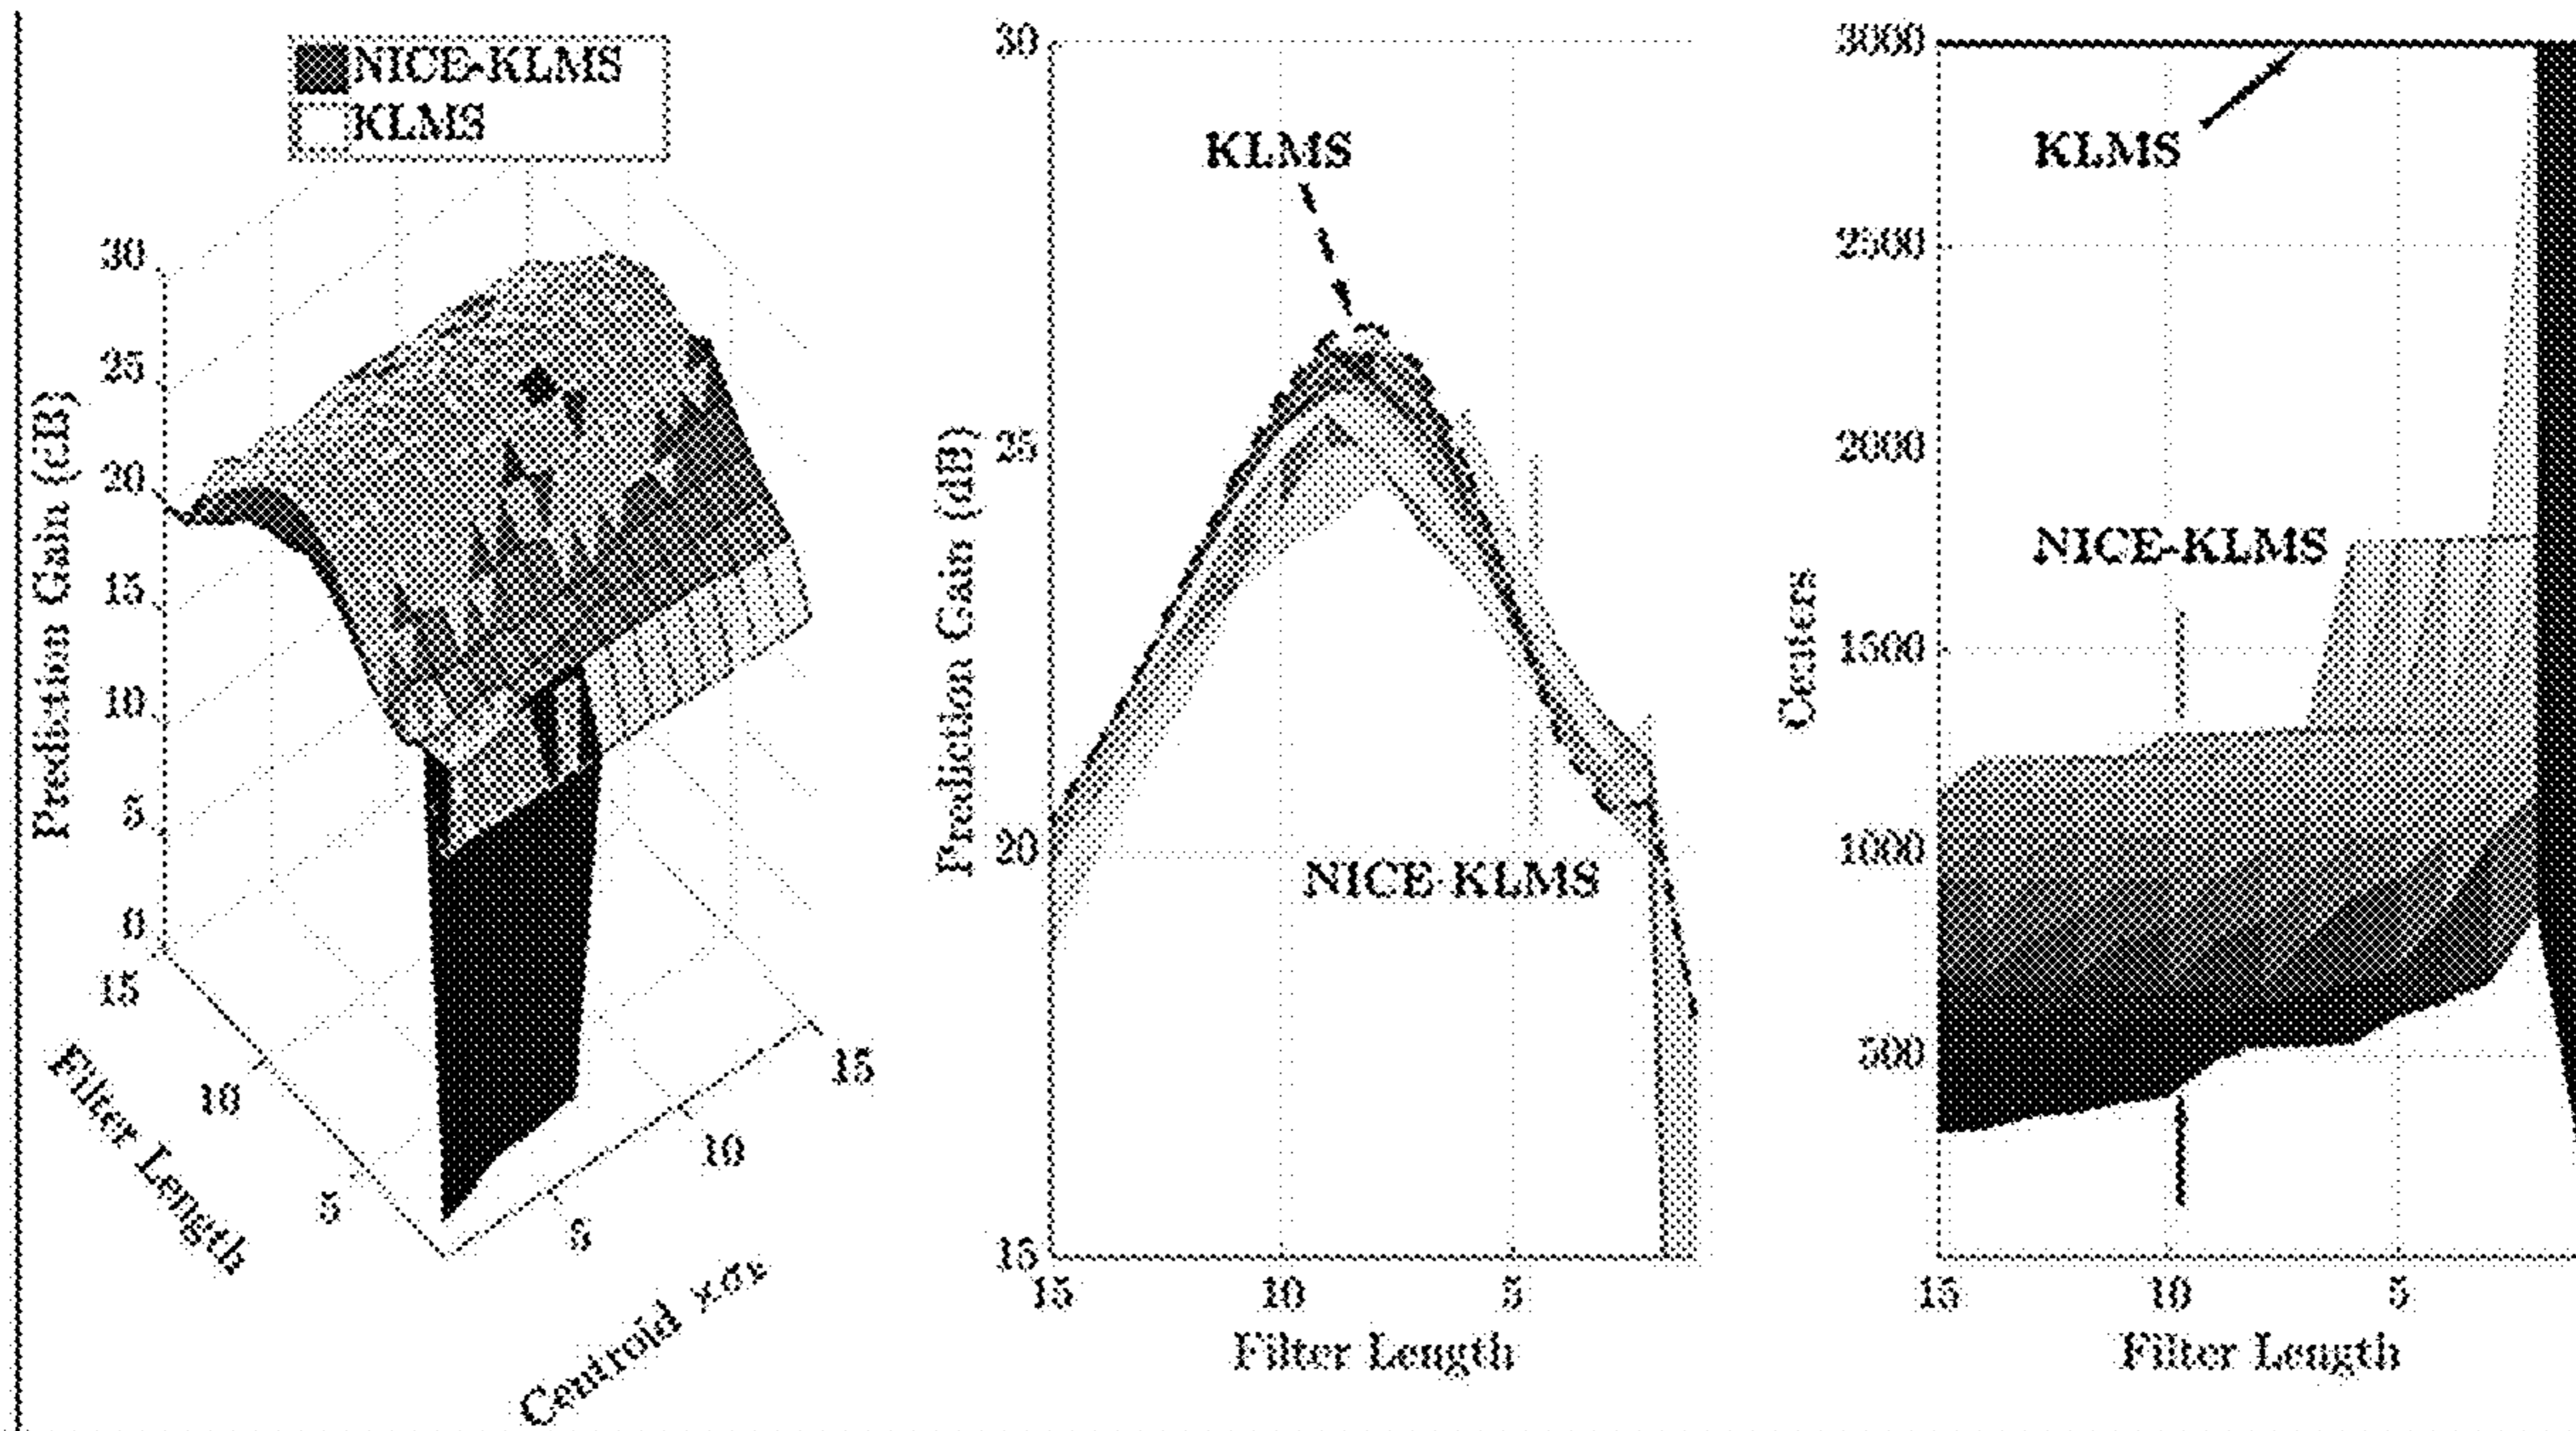 NICE-KLMS
KLMS
30
25
20
15
10
5
0
Prediction Gain (dB)
15
10
5
Filter Length
5
10
15
Centroid ×σx
30
25
20
15
Prediction Gain (dB)
KLMS
NICE-KLMS
15
10
5
Filter Length
3000
2500
2000
1500
1000
500
Centers
KLMS
NICE-KLMS
15
10
5
Filter Length